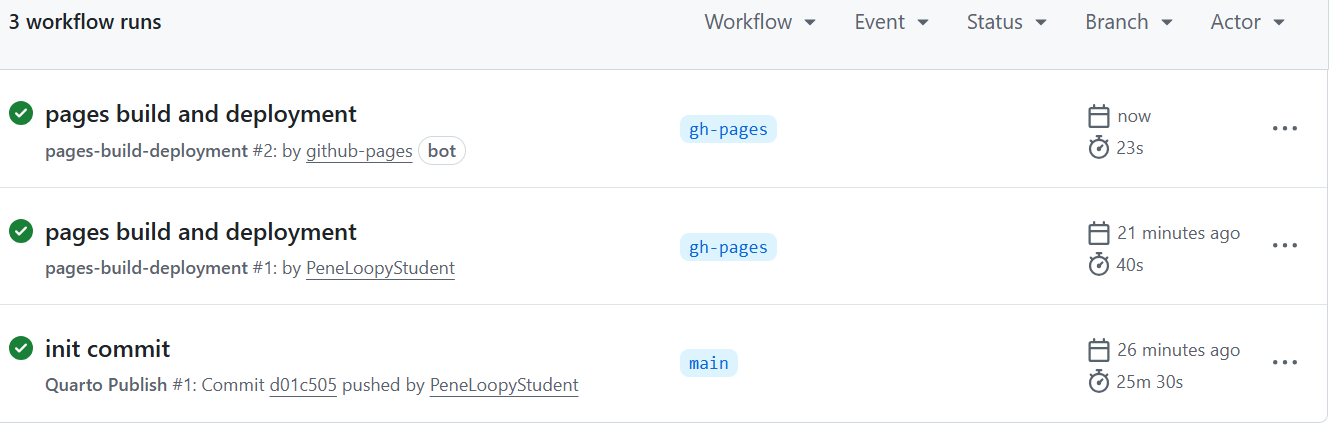 3 workflow runs Workflow Event Status Branch Actor
pages build and deployment
pages-build-deployment #2: by github-pages bot
gh-pages
now
23s
pages build and deployment
pages-build-deployment #1: by PeneLoopyStudent
gh-pages
21 minutes ago
40s
init commit
Quarto Publish #1: Commit d01c505 pushed by PeneLoopyStudent
main
26 minutes ago
25m 30s